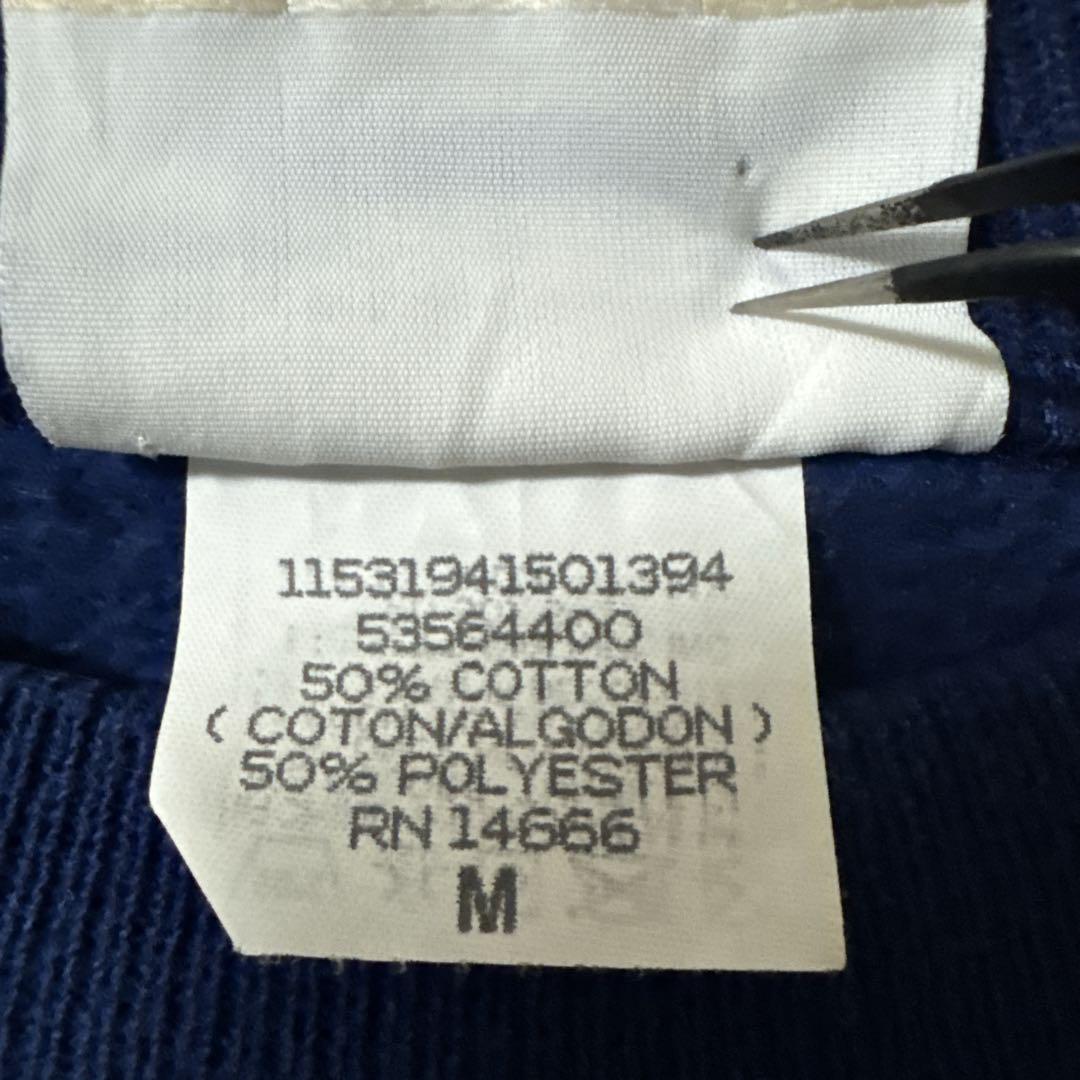 11531941501394
53564400
50% COTTON
( COTON/ALGODON )
50% POLYESTER
RN 14666
M